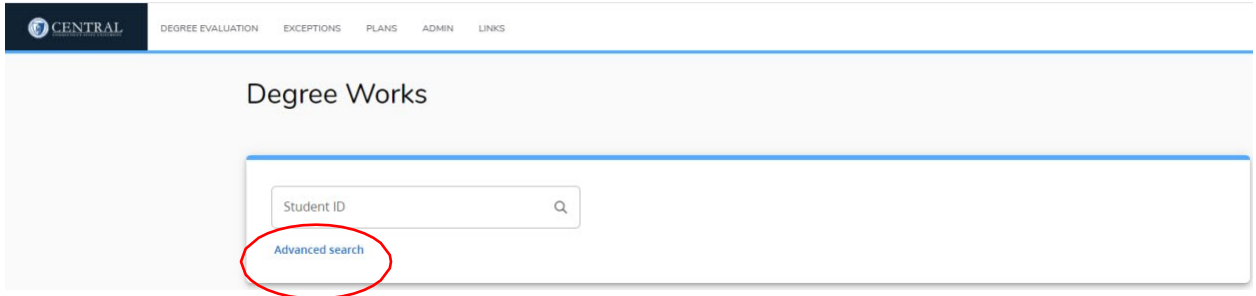 CENTRAL
DEGREE EVALUATION EXCEPTIONS PLANS ADMIN LINKS
Degree Works
Student ID
Advanced search